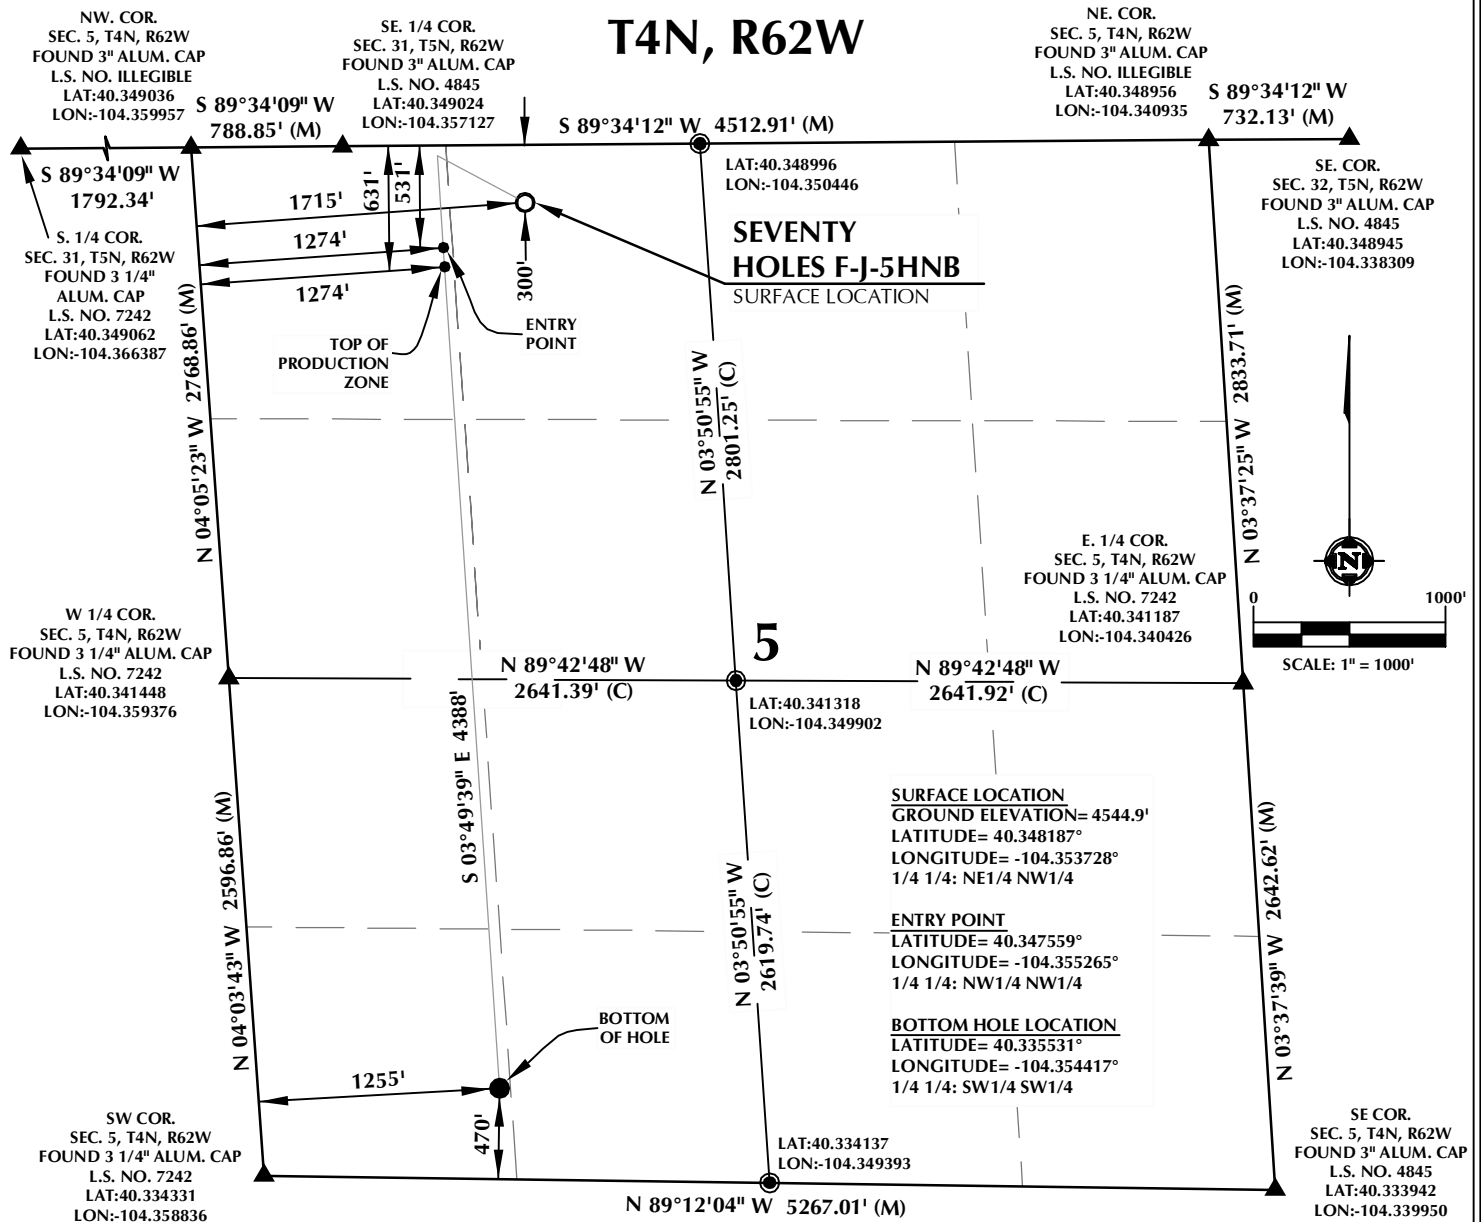 T4N, R62W
NW. COR.
SEC. 5, T4N, R62W
FOUND 3" ALUM. CAP
L.S. NO. ILLEGIBLE
LAT:40.349036
LON:-104.359957
SE. 1/4 COR.
SEC. 31, T5N, R62W
FOUND 3" ALUM. CAP
L.S. NO. 4845
LAT:40.349024
LON:-104.357127
NE. COR.
SEC. 5, T4N, R62W
FOUND 3" ALUM. CAP
L.S. NO. ILLEGIBLE
LAT:40.348956
LON:-104.340935
S 89°34'09" W
788.85' (M)
S 89°34'12" W 4512.91' (M)
S 89°34'12" W
732.13' (M)
S 89°34'09" W
1792.34'
S. 1/4 COR.
SEC. 31, T5N, R62W
FOUND 3 1/4"
ALUM. CAP
L.S. NO. 7242
LAT:40.349062
LON:-104.366387
1715'
1274'
1274'
631'
531'
300'
LAT:40.348996
LON:-104.350446
SEVENTY
HOLES F-J-5HNB
SURFACE LOCATION
SE. COR.
SEC. 32, T5N, R62W
FOUND 3" ALUM. CAP
L.S. NO. 4845
LAT:40.348945
LON:-104.338309
ENTRY
POINT
TOP OF
PRODUCTION
ZONE
N 04°05'23" W 2768.86' (M)
N 03°50'55" W
2801.25' (C)
N 03°37'25" W 2833.71' (M)
E. 1/4 COR.
SEC. 5, T4N, R62W
FOUND 3 1/4" ALUM. CAP
L.S. NO. 7242
LAT:40.341187
LON:-104.340426
N
0 1000'
SCALE: 1" = 1000'
W 1/4 COR.
SEC. 5, T4N, R62W
FOUND 3 1/4" ALUM. CAP
L.S. NO. 7242
LAT:40.341448
LON:-104.359376
5
N 89°42'48" W
2641.39' (C)
N 89°42'48" W
2641.92' (C)
LAT:40.341318
LON:-104.349902
S 03°49'39" E 4388'
N 04°03'43" W 2596.86' (M)
N 03°50'55" W
2619.74' (C)
N 03°37'39" W 2642.62' (M)
SURFACE LOCATION
GROUND ELEVATION= 4544.9'
LATITUDE= 40.348187°
LONGITUDE= -104.353728°
1/4 1/4: NE1/4 NW1/4
ENTRY POINT
LATITUDE= 40.347559°
LONGITUDE= -104.355265°
1/4 1/4: NW1/4 NW1/4
BOTTOM HOLE LOCATION
LATITUDE= 40.335531°
LONGITUDE= -104.354417°
1/4 1/4: SW1/4 SW1/4
BOTTOM
OF HOLE
1255'
470'
SW COR.
SEC. 5, T4N, R62W
FOUND 3 1/4" ALUM. CAP
L.S. NO. 7242
LAT:40.334331
LON:-104.358836
LAT:40.334137
LON:-104.349393
N 89°12'04" W 5267.01' (M)
SE COR.
SEC. 5, T4N, R62W
FOUND 3" ALUM. CAP
L.S. NO. 4845
LAT:40.333942
LON:-104.339950